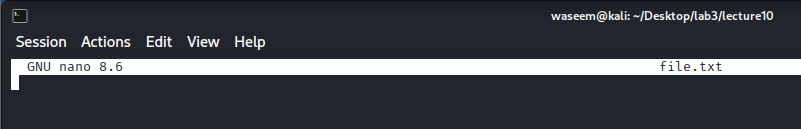 waseem@kali: ~/Desktop/lab3/lecture10
Session Actions Edit View Help
GNU nano 8.6 file.txt